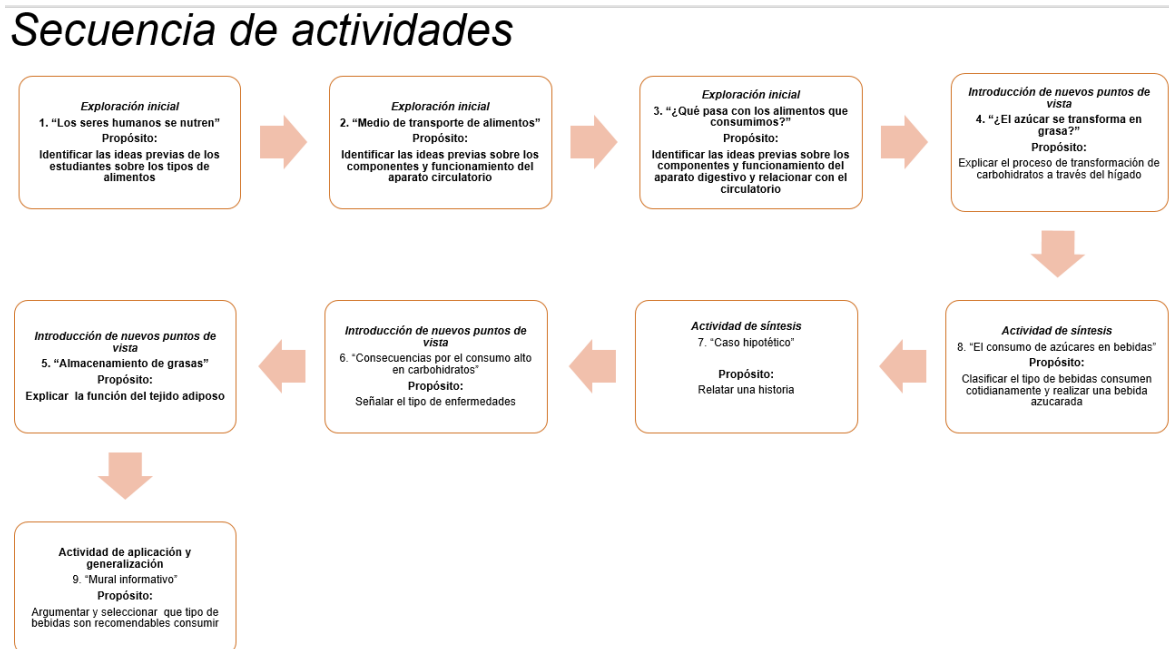 Secuencia de actividades
Exploración inicial
1. “Los seres humanos se nutren”
Propósito:
Identificar las ideas previas de los
estudiantes sobre los tipos de
alimentos
Exploración inicial
2. “Medio de transporte de alimentos”
Propósito:
Identificar las ideas previas sobre los
componentes y funcionamiento del
aparato circulatorio
Exploración inicial
3. “¿Qué pasa con los alimentos que
consumimos?”
Propósito:
Identificar las ideas previas sobre los
componentes y funcionamiento del
aparato digestivo y relacionar con el
circulatorio
Introducción de nuevos puntos de
vista
4. “¿El azúcar se transforma en
grasa?”
Propósito:
Explicar el proceso de transformación de
carbohidratos a través del hígado
Introducción de nuevos puntos de
vista
5. “Almacenamiento de grasas”
Propósito:
Explicar la función del tejido adiposo
Introducción de nuevos puntos de
vista
6. “Consecuencias por el consumo alto
en carbohidratos”
Propósito:
Señalar el tipo de enfermedades
Actividad de síntesis
7. “Caso hipotético”
Propósito:
Relatar una historia
Actividad de síntesis
8. “El consumo de azúcares en bebidas”
Propósito:
Clasificar el tipo de bebidas consumen
cotidianamente y realizar una bebida
azucarada
Actividad de aplicación y
generalización
9. “Mural informativo”
Propósito:
Argumentar y seleccionar que tipo de
bebidas son recomendables consumir